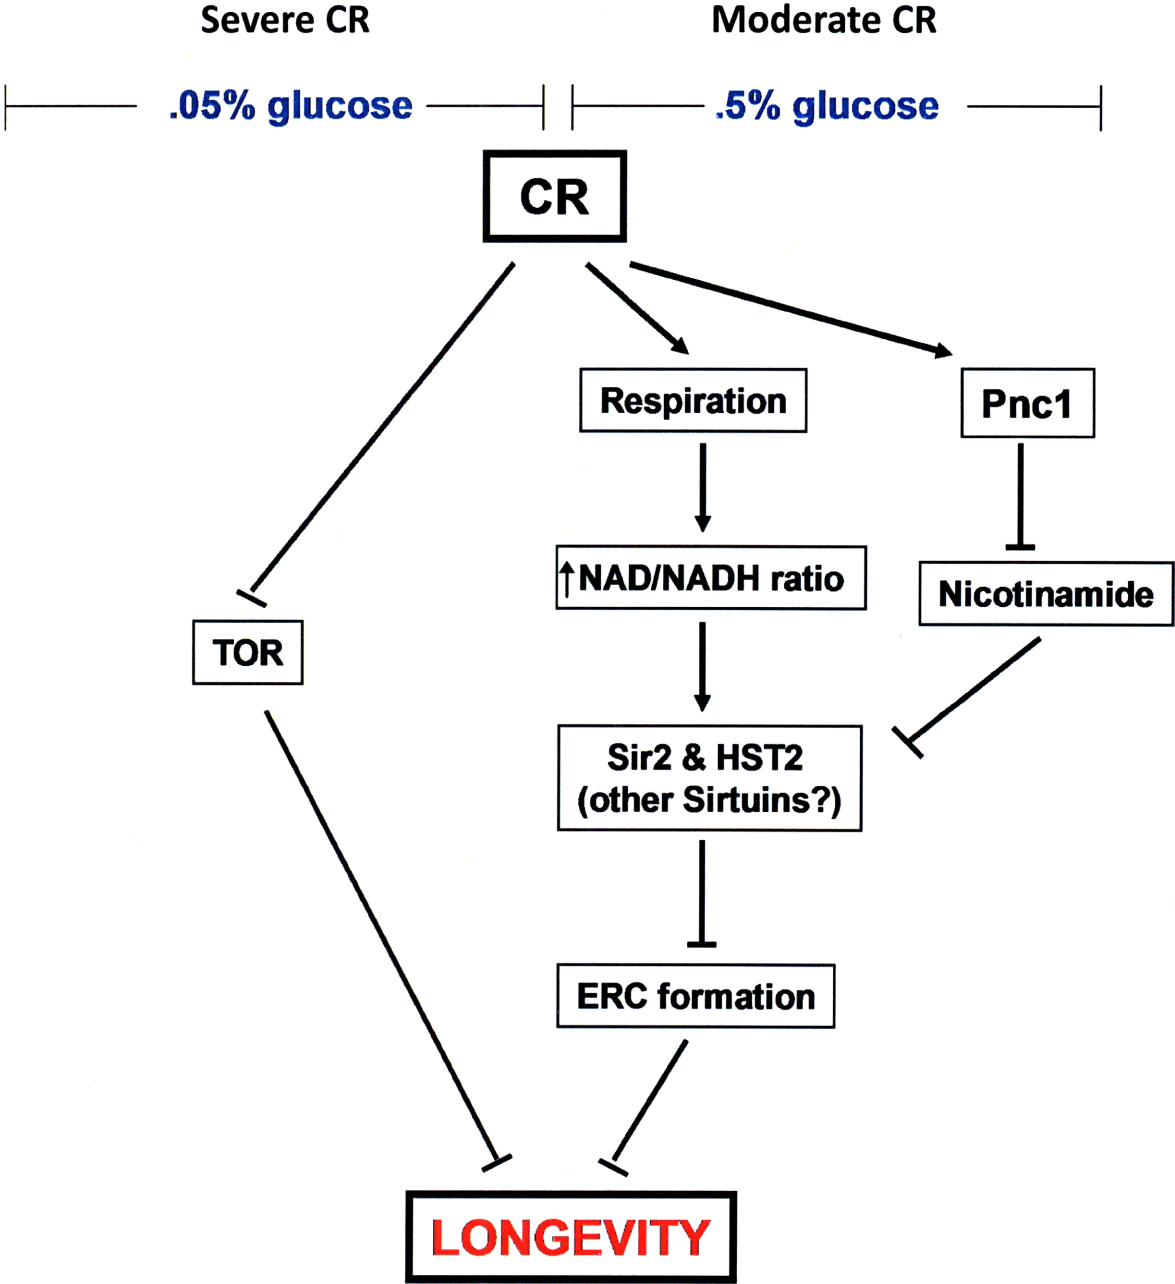 Severe CR
Moderate CR
.05% glucose
.5% glucose
CR
Respiration
Pnc1
↑NAD/NADH ratio
Nicotinamide
TOR
Sir2 & HST2
(other Sirtuins?)
ERC formation
LONGEVITY